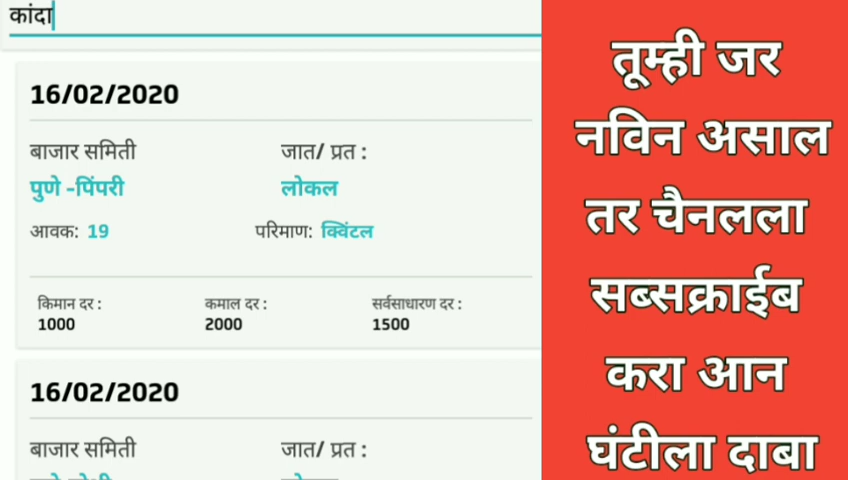 कांदा
16/02/2020
बाजार समिती जात/ प्रत :
पुणे -पिंपरी लोकल
आवक: 19 परिमाण: क्विंटल
किमान दर : कमाल दर : सर्वसाधारण दर :
1000 2000 1500
16/02/2020
बाजार समिती जात/ प्रत :
तूम्ही जर
नविन असाल
तर चैनलला
सब्सक्राईब
करा आन
घंटीला दाबा